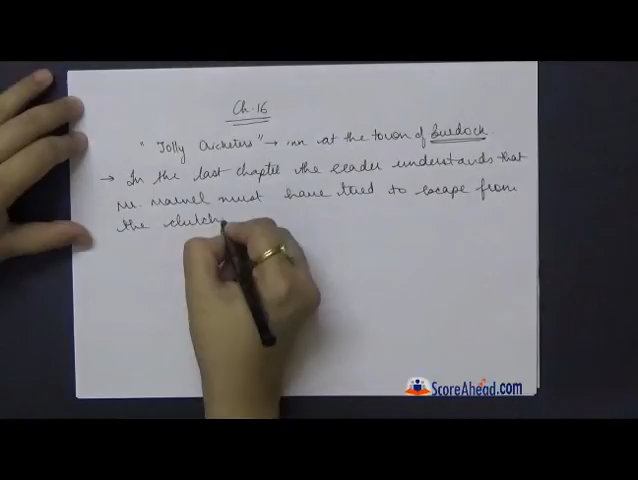 Ch-16
"Jolly Cricketers" → inn at the town of Burdock.
→ In the last chapter the reader understands that
Mr. Marvel must have tried to escape from
the clutch
ScoreAhead.com